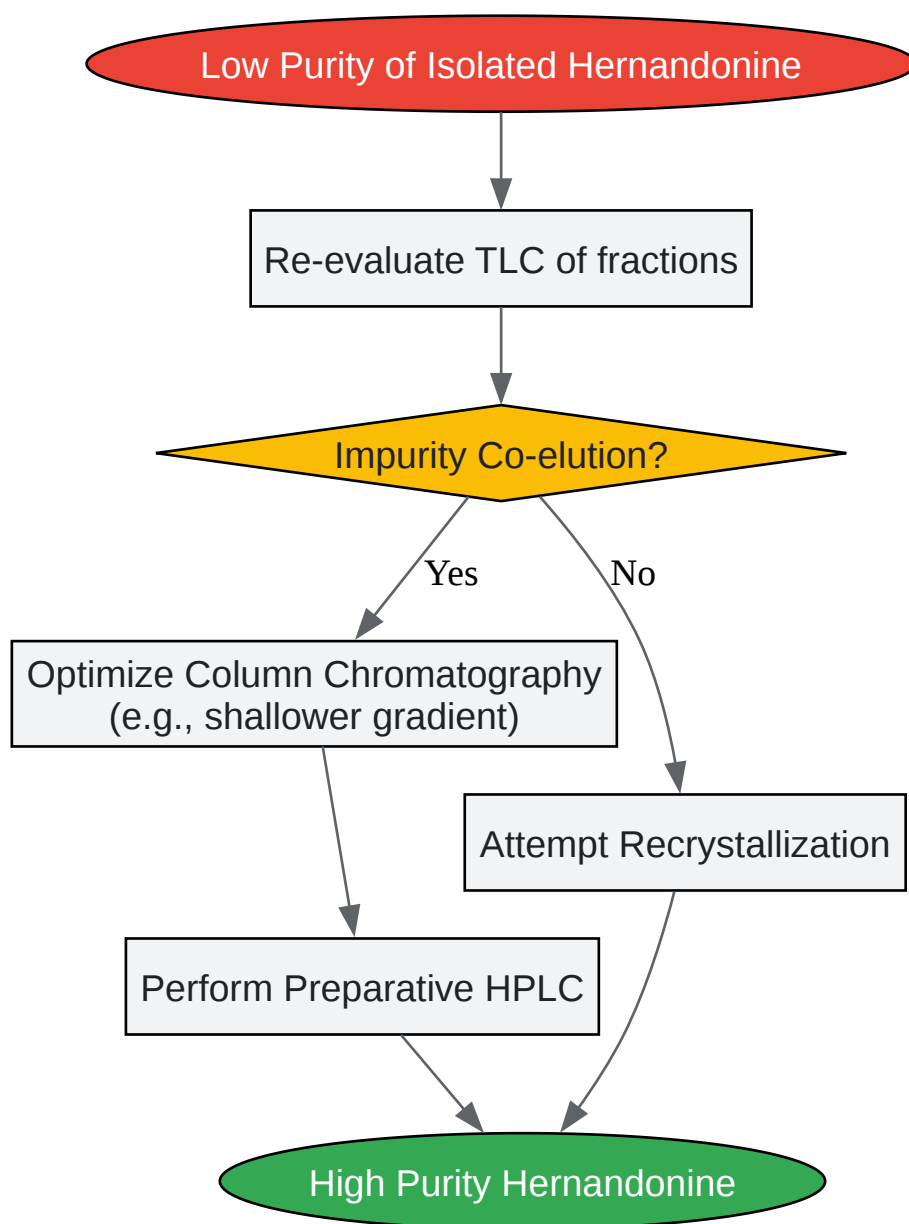 Low Purity of Isolated Hernandonine
Re-evaluate TLC of fractions
Impurity Co-elution?
Yes
No
Optimize Column Chromatography
(e.g., shallower gradient)
Attempt Recrystallization
Perform Preparative HPLC
High Purity Hernandonine